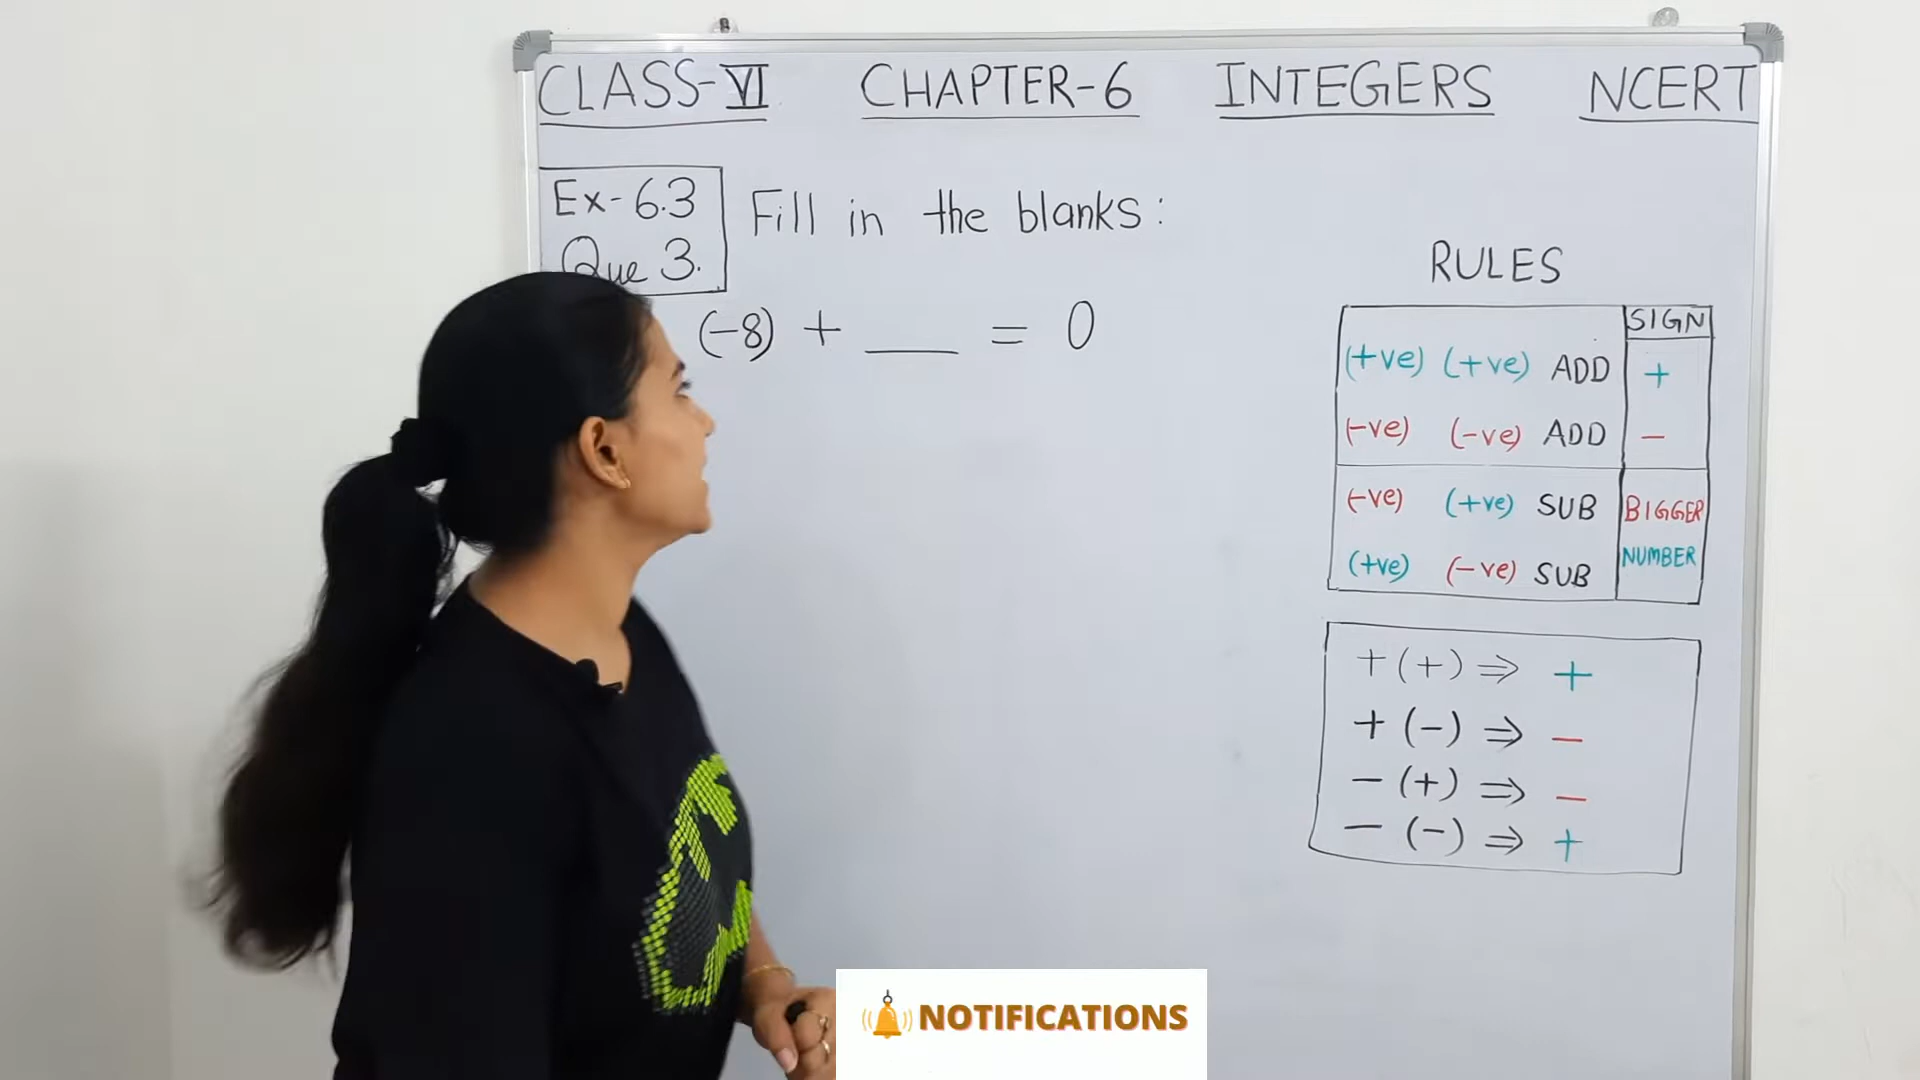 CLASS-VI CHAPTER-6 INTEGERS NCERT
Ex-6.3
Que 3.
Fill in the blanks:
(-8) + ___ = 0
RULES
SIGN
(+ve) (+ve) ADD +
(-ve) (-ve) ADD -
(-ve) (+ve) SUB BIGGER
(+ve) (-ve) SUB NUMBER
+ (+) ⇒ +
+ (-) ⇒ -
- (+) ⇒ -
- (-) ⇒ +
NOTIFICATIONS